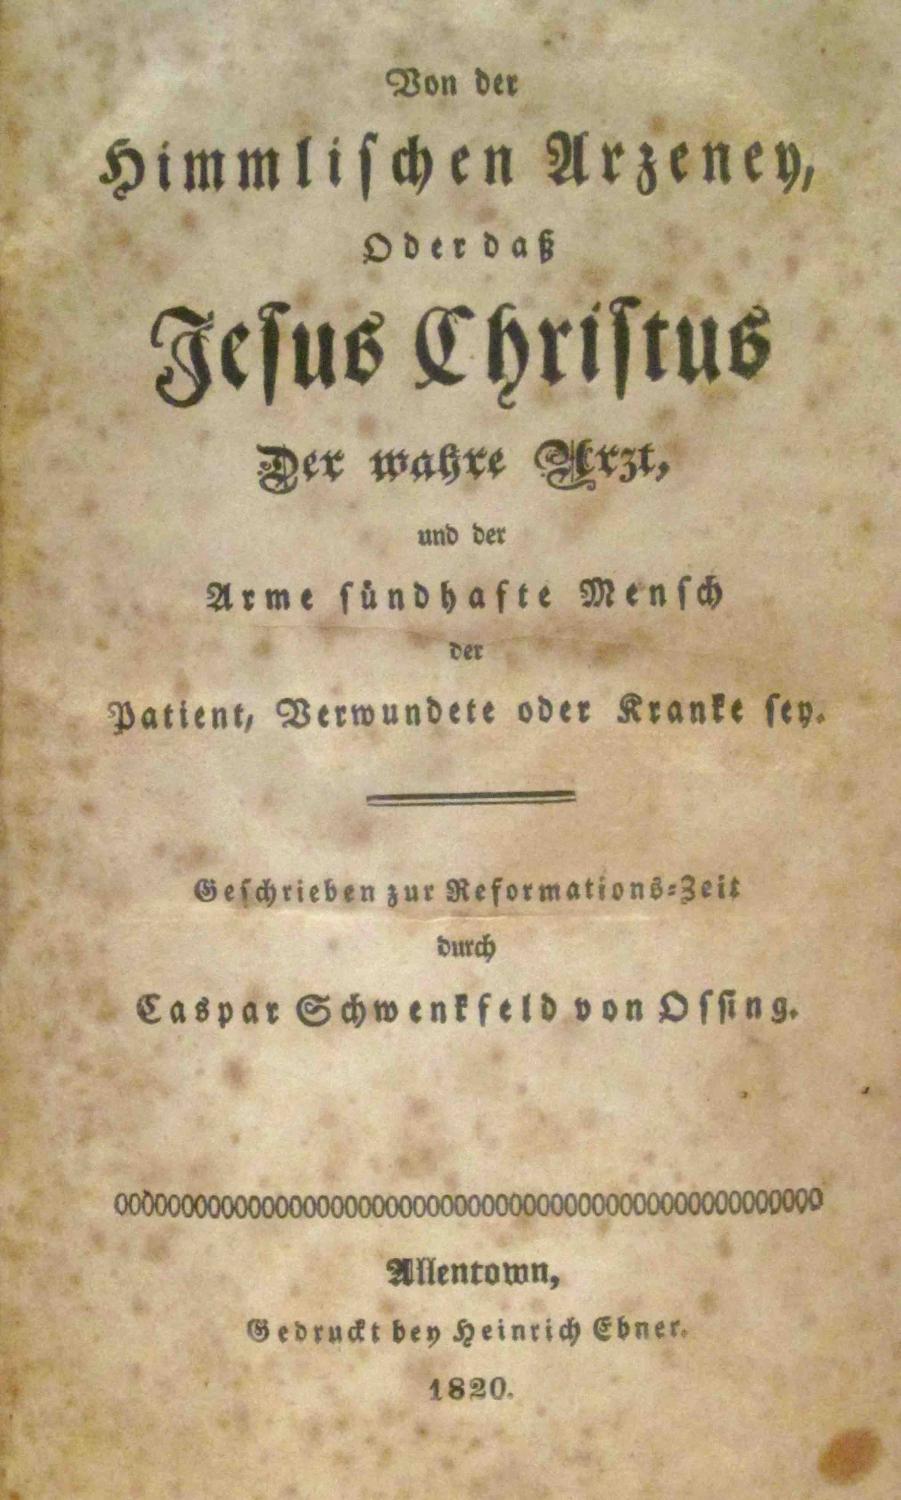 Von der
Himmlischen Arzeney,
Oder daß
Jesus Christus
Der wahre Arzt,
und der
Arme sündhafte Mensch
der
Patient, Verwundete oder Kranke sey.
Geschrieben zur Reformations-Zeit
durch
Caspar Schwenkfeld von Ossing.
Allentown,
Gedruckt bey Heinrich Ebner.
1820.